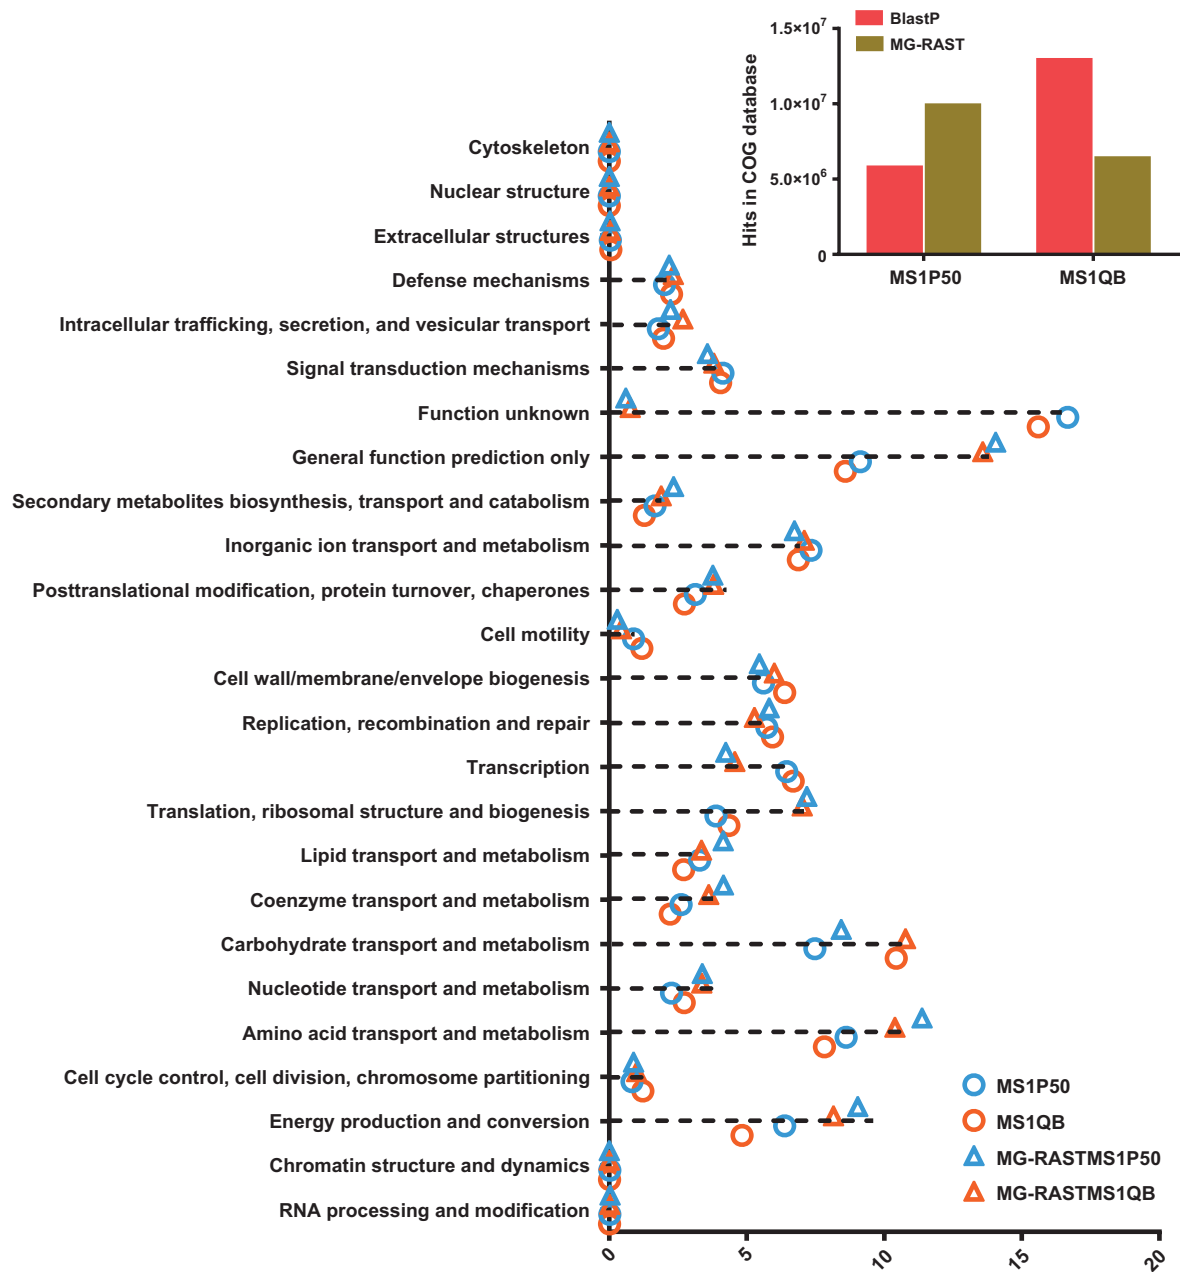 BlastP
MG-RAST
Hits in COG database
1.5×10⁷
1.0×10⁷
5.0×10⁶
0
MS1P50 MS1QB
Cytoskeleton
Nuclear structure
Extracellular structures
Defense mechanisms
Intracellular trafficking, secretion, and vesicular transport
Signal transduction mechanisms
Function unknown
General function prediction only
Secondary metabolites biosynthesis, transport and catabolism
Inorganic ion transport and metabolism
Posttranslational modification, protein turnover, chaperones
Cell motility
Cell wall/membrane/envelope biogenesis
Replication, recombination and repair
Transcription
Translation, ribosomal structure and biogenesis
Lipid transport and metabolism
Coenzyme transport and metabolism
Carbohydrate transport and metabolism
Nucleotide transport and metabolism
Amino acid transport and metabolism
Cell cycle control, cell division, chromosome partitioning
Energy production and conversion
Chromatin structure and dynamics
RNA processing and modification
MS1P50
MS1QB
MG-RASTMS1P50
MG-RASTMS1QB
0 5 10 15 20